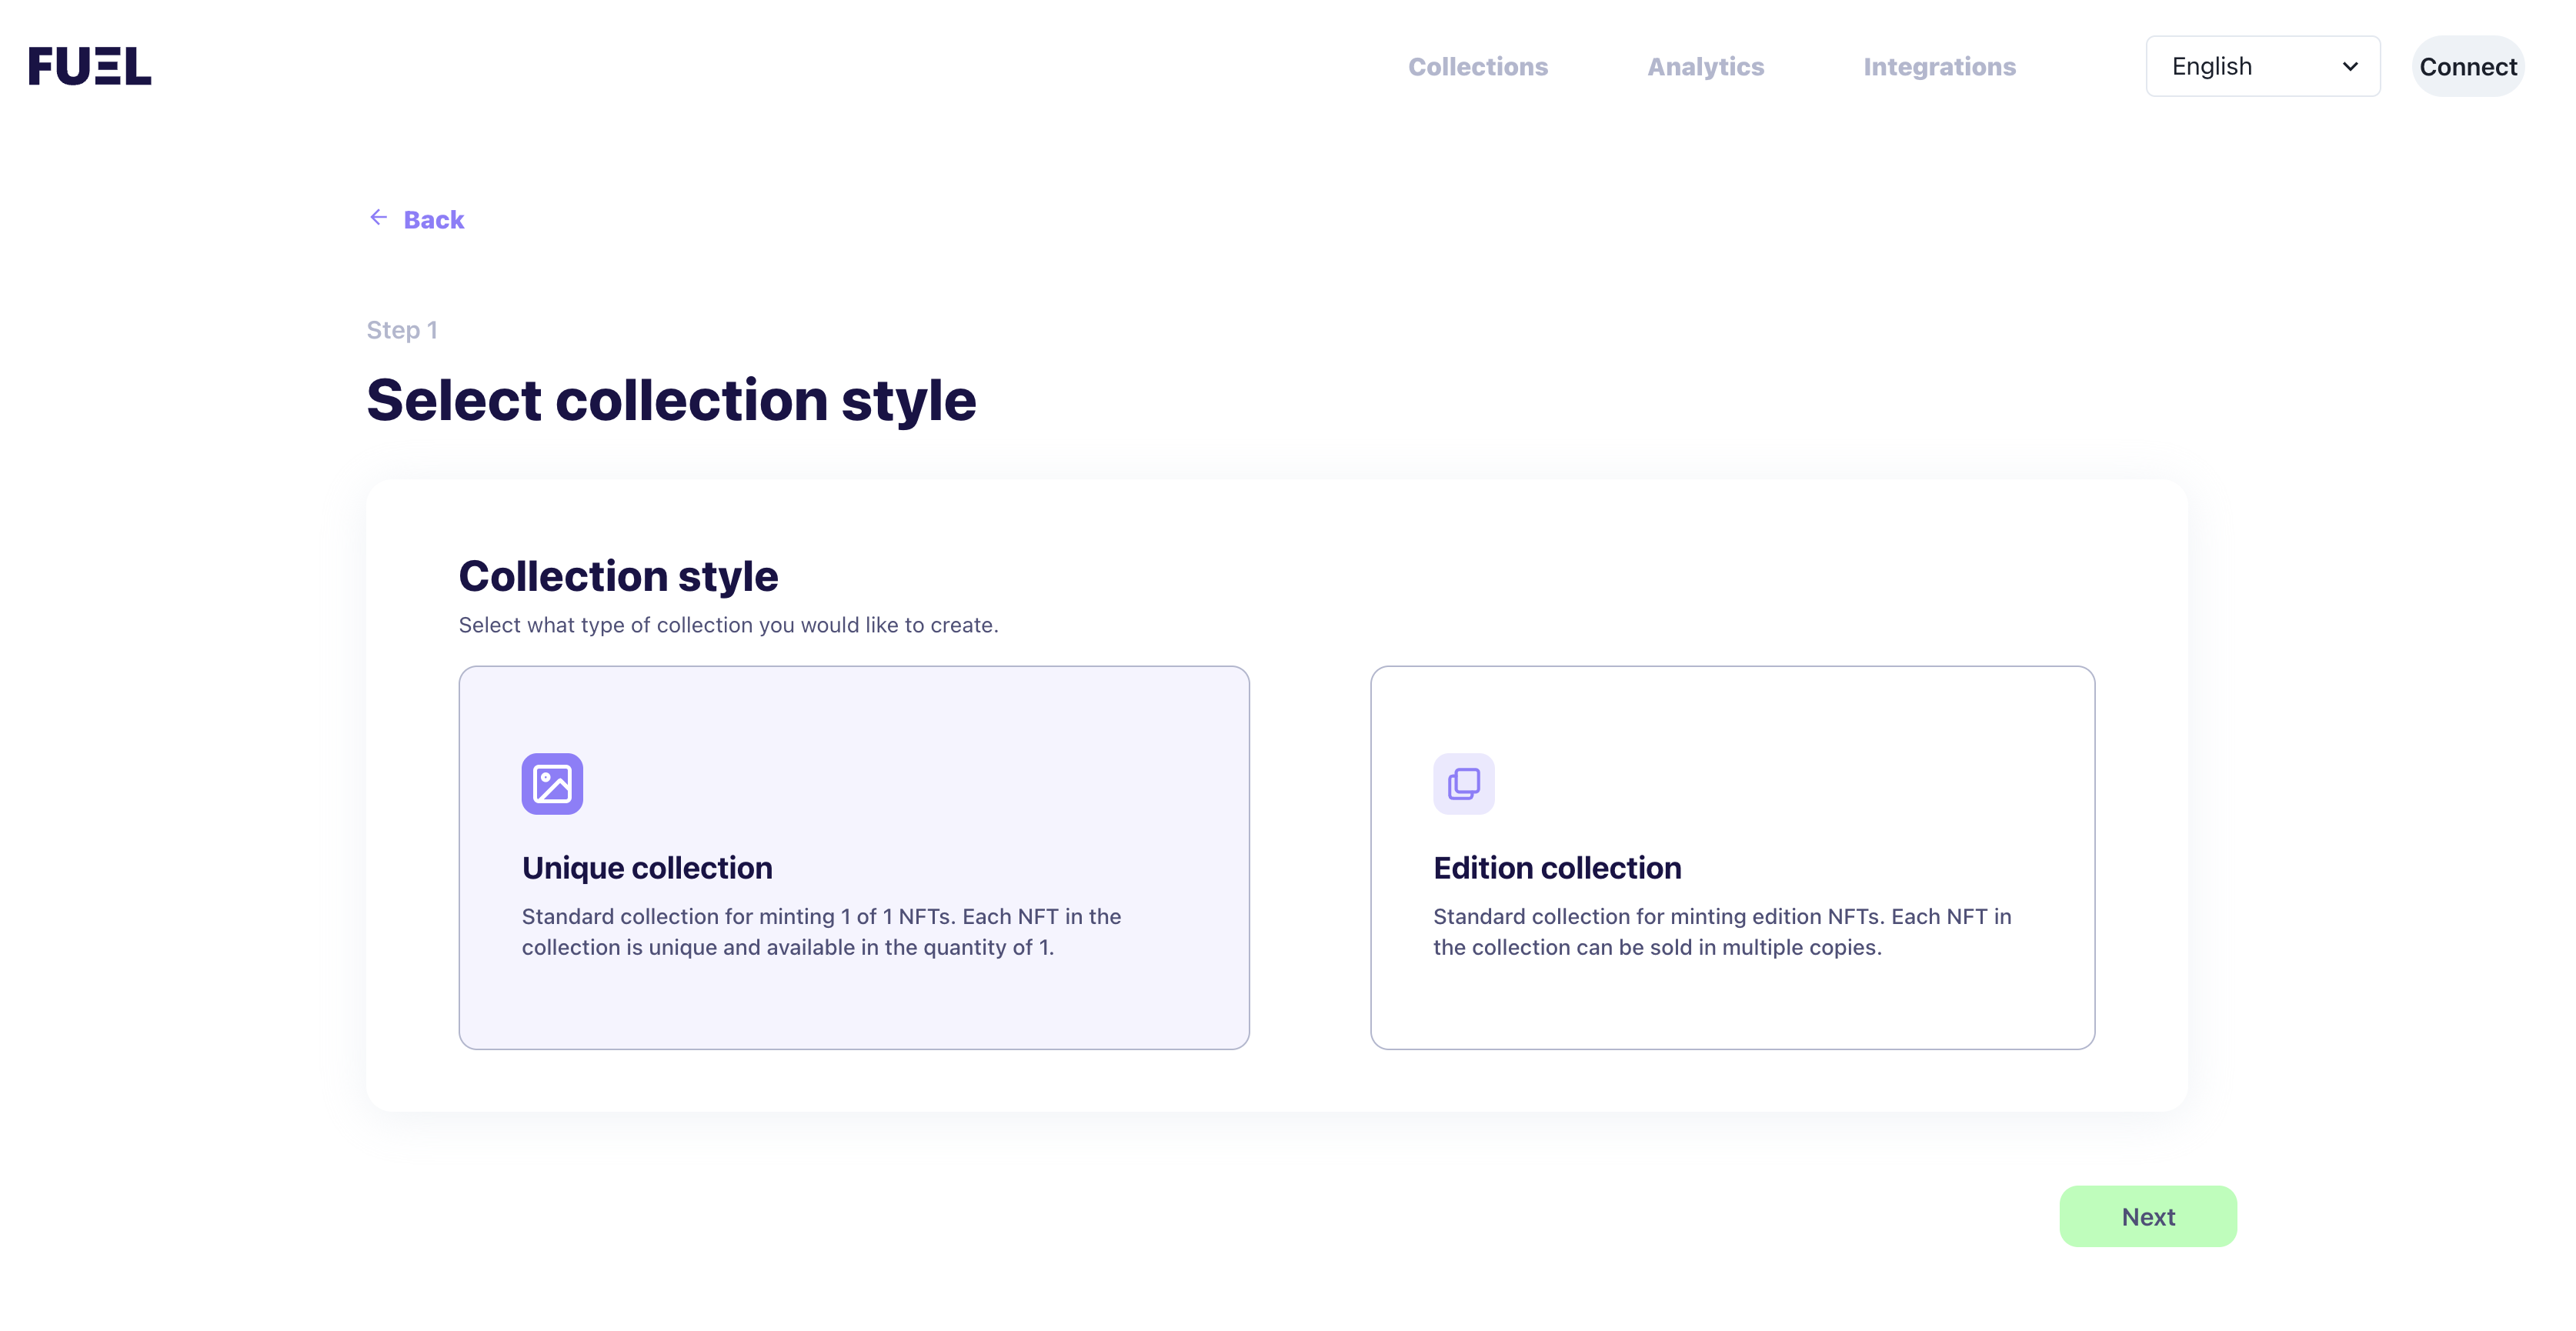 FUEL
Collections
Analytics
Integrations
English
Connect
Back
Step 1
Select collection style
Collection style
Select what type of collection you would like to create.
Unique collection
Standard collection for minting 1 of 1 NFTs. Each NFT in the
collection is unique and available in the quantity of 1.
Edition collection
Standard collection for minting edition NFTs. Each NFT in
the collection can be sold in multiple copies.
Next